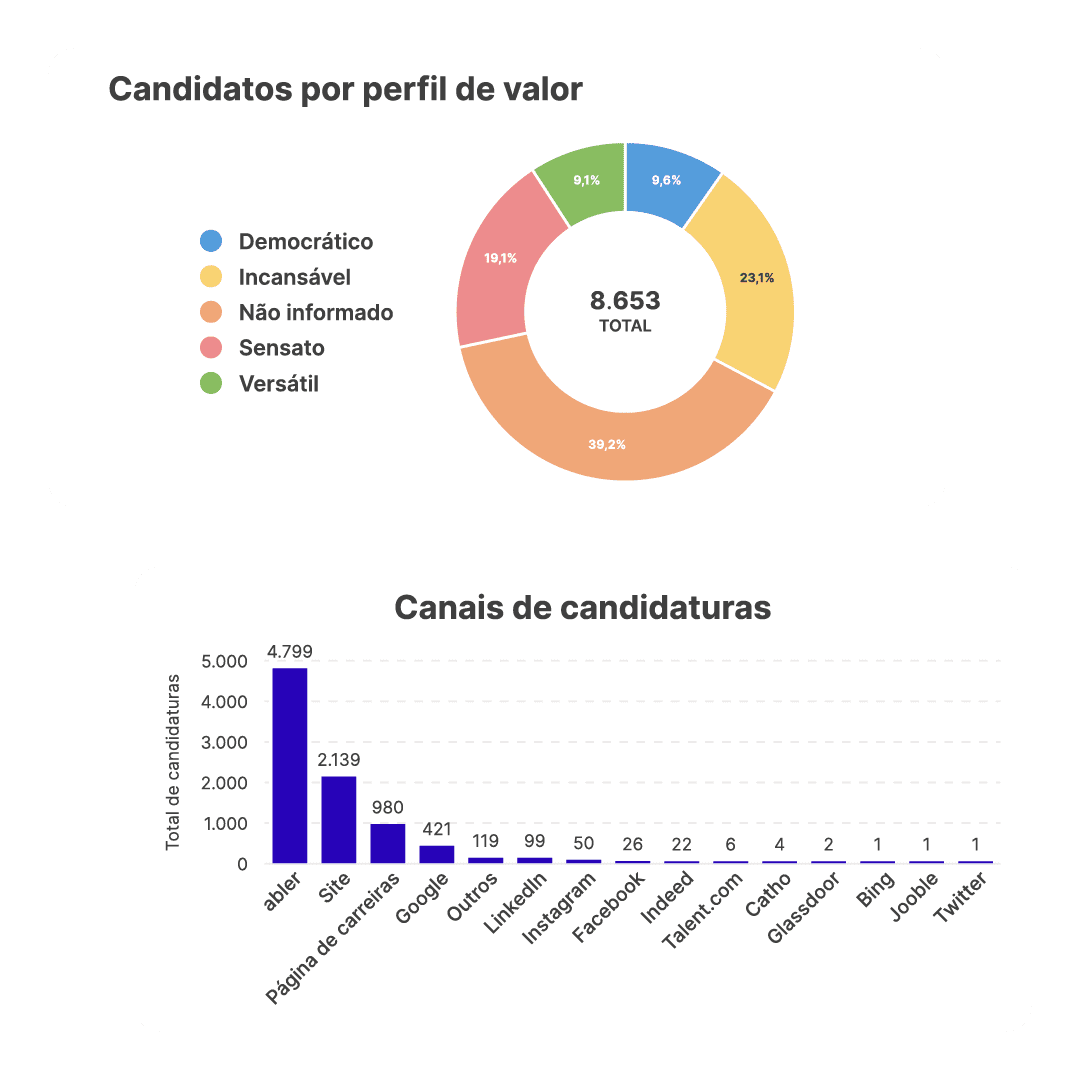 Candidatos por perfil de valor
Democrático
Incansável
Não informado
Sensato
Versátil
9,1%
9,6%
19,1%
23,1%
39,2%
8.653
TOTAL
Canais de candidaturas
Total de candidaturas
5.000
4.000
3.000
2.000
1.000
0
4.799
2.139
980
421
119
99
50
26
22
6
4
2
1
1
1
abler
Site
Página de carreiras
Google
Outros
LinkedIn
Instagram
Facebook
Indeed
Talent.com
Catho
Glassdoor
Bing
Jooble
Twitter